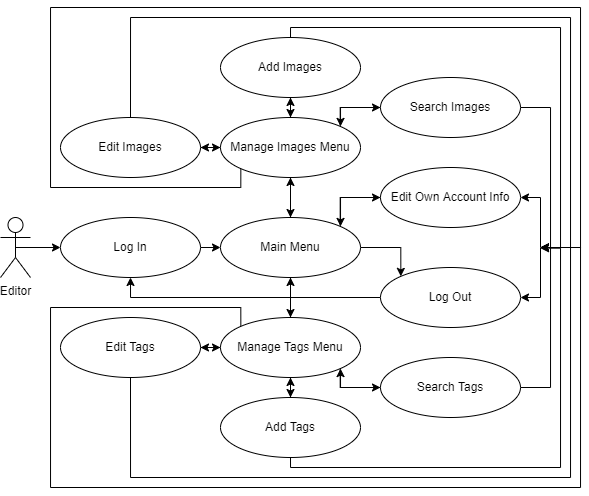 Add Images
Search Images
Edit Images
Manage Images Menu
Edit Own Account Info
Log In
Main Menu
Editor
Log Out
Edit Tags
Manage Tags Menu
Search Tags
Add Tags